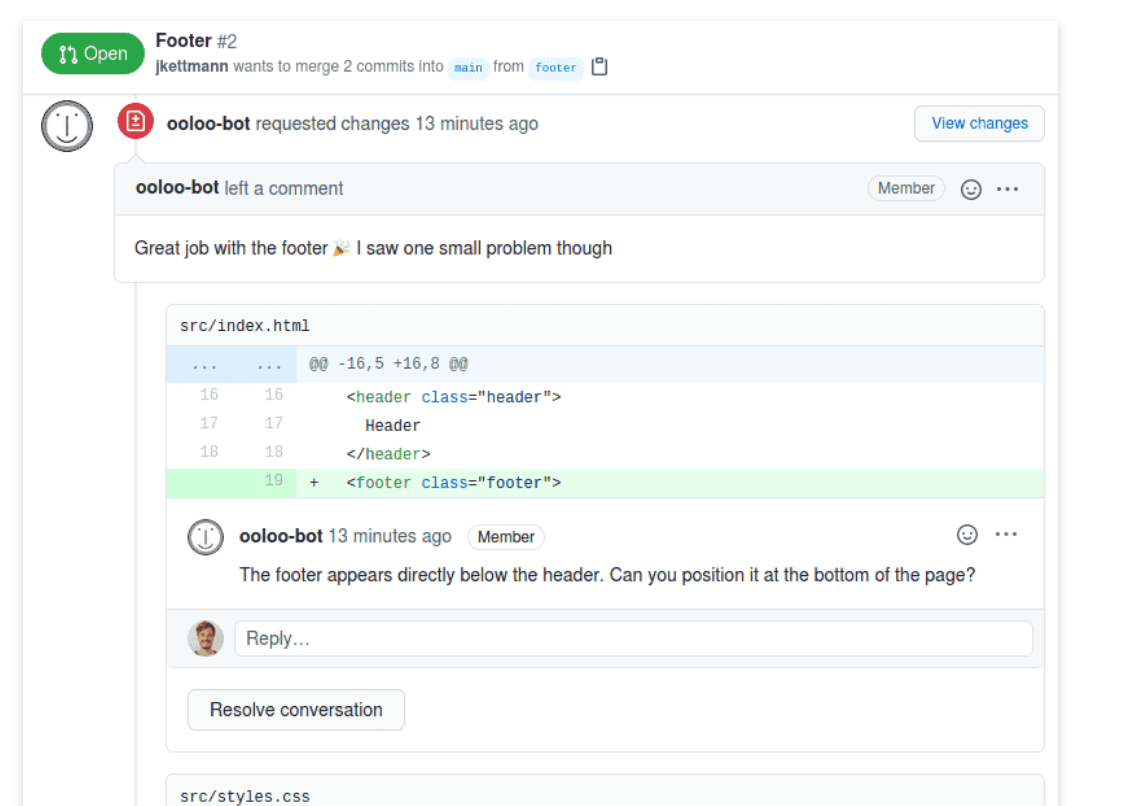 Open
Footer #2
jkettmann wants to merge 2 commits into main from footer
ooloo-bot requested changes 13 minutes ago
View changes
ooloo-bot left a comment
Member
Great job with the footer 🎉 I saw one small problem though
src/index.html
... ... @@ -16,5 +16,8 @@
16 16 <header class="header">
17 17 Header
18 18 </header>
19 + <footer class="footer">
ooloo-bot 13 minutes ago Member
The footer appears directly below the header. Can you position it at the bottom of the page?
Reply...
Resolve conversation
src/styles.css